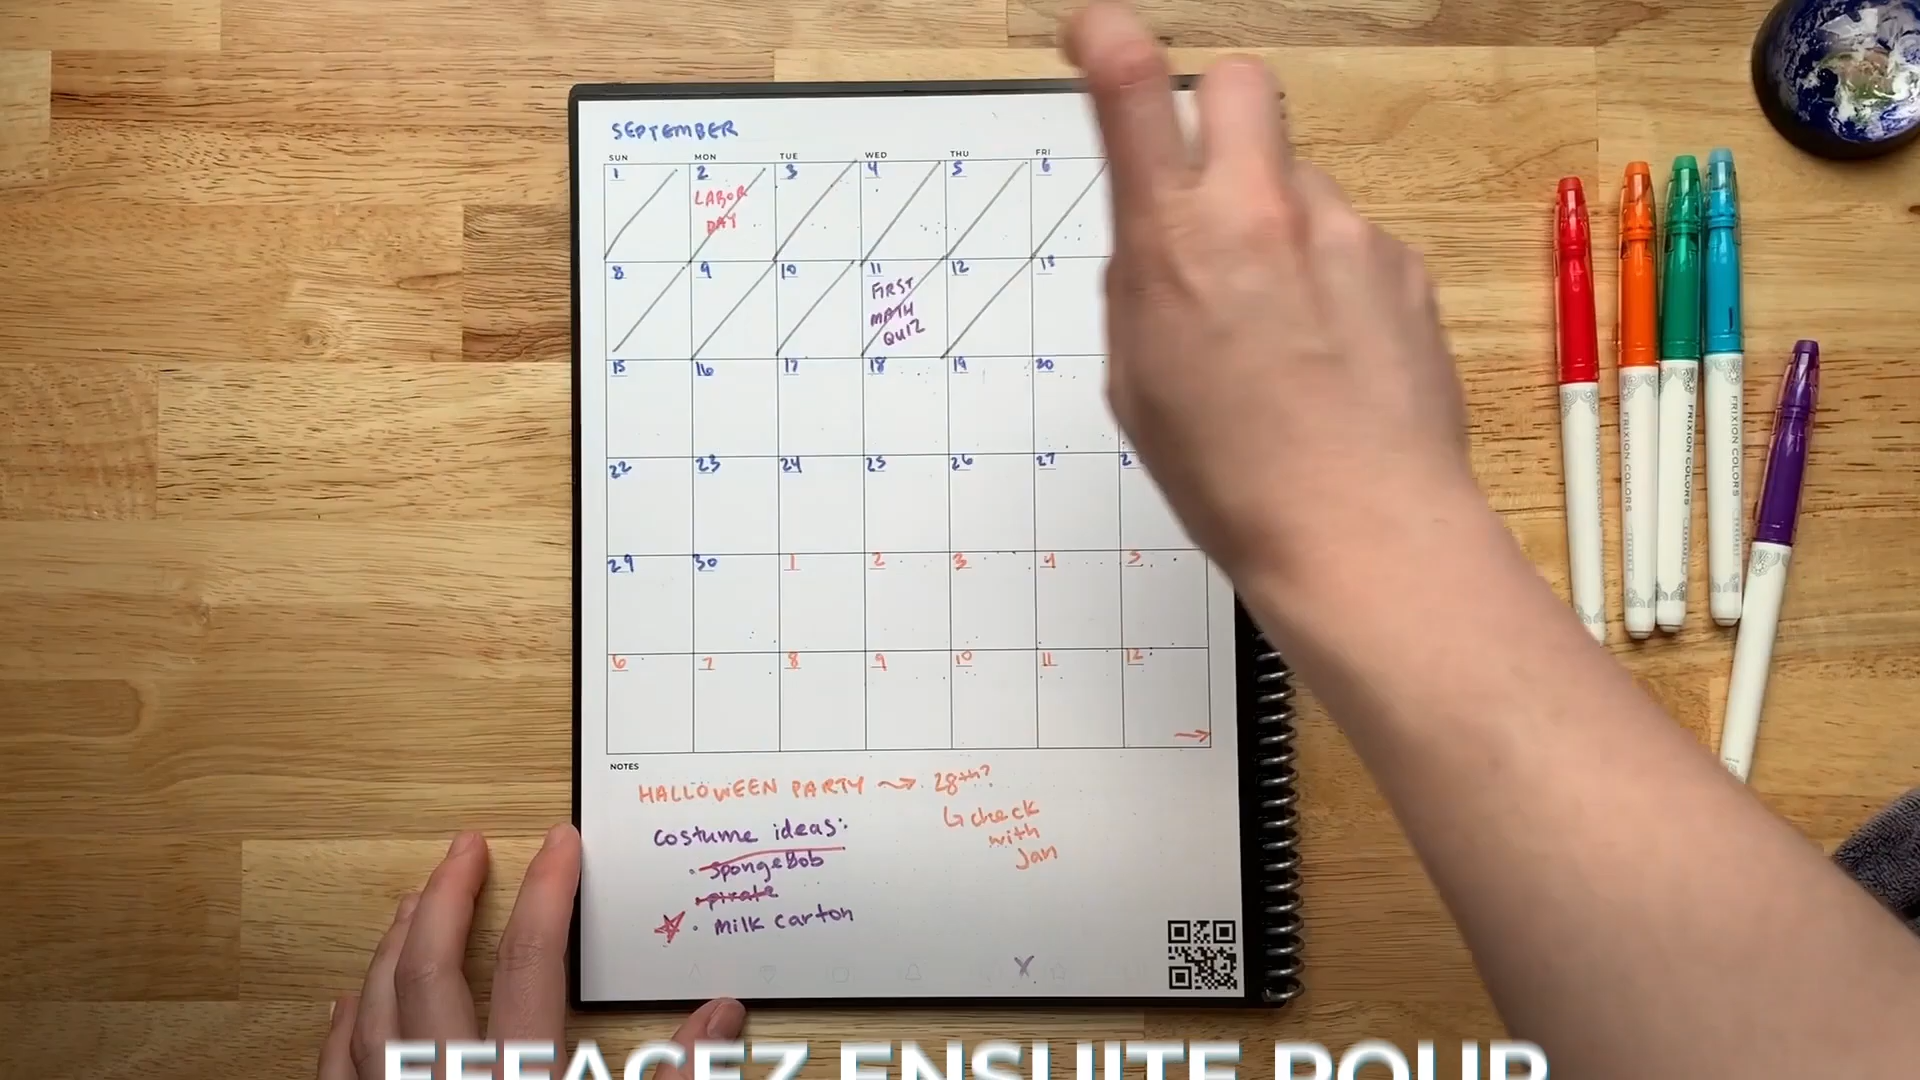 SEPTEMBER
SUN MON TUE WED THU FRI
1 2 3 4 5 6
LABOR
DAY
8 9 10 11 12 13
FIRST
MATH
QUIZ
15 16 17 18 19 20
22 23 24 25 26 27 2
29 30 1 2 3 4 5
6 7 8 9 10 11 12
NOTES
HALLOWEEN PARTY → 28th?
check
with
Jan
costume ideas:
• SpongeBob
• pirate
• milk carton
FRIXION COLORS
FRIXION COLORS
FRIXION COLORS
FRIXION COLORS
EFFACEZ ENSUITE POUR